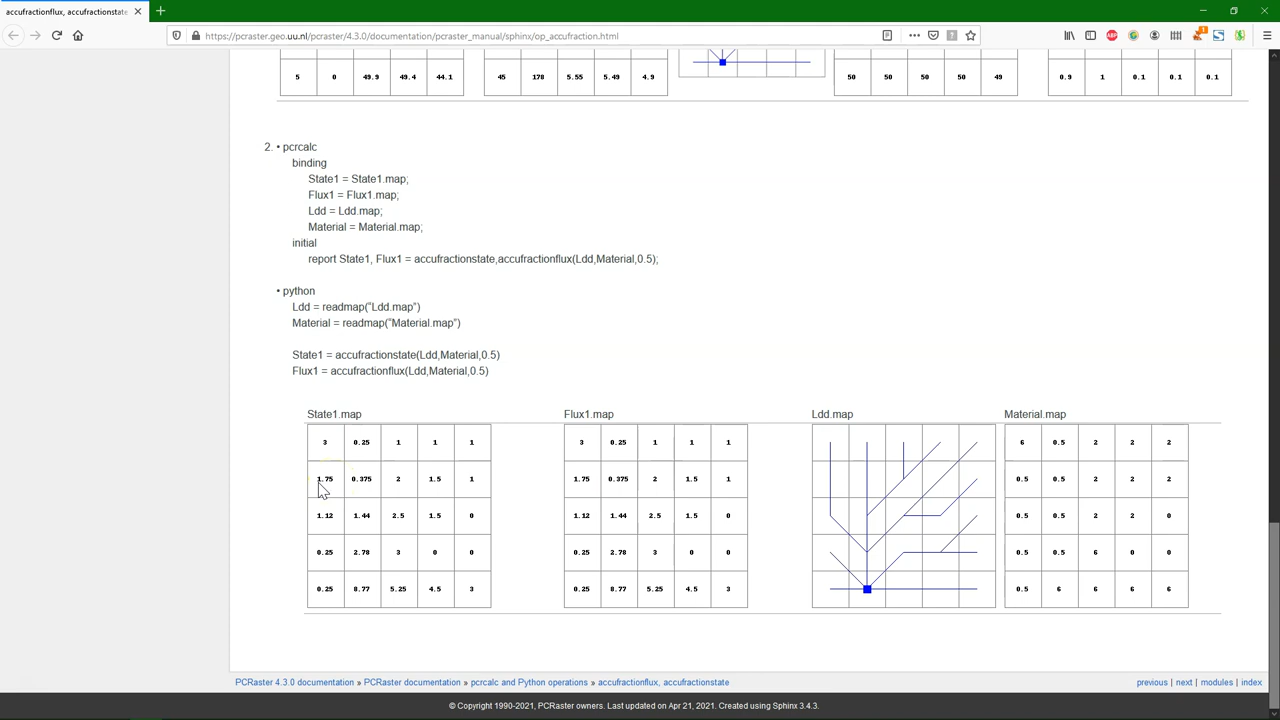 accufractionflux, accufractionstate
https://pcraster.geo.uu.nl/pcraster/4.3.0/documentation/pcraster_manual/sphinx/op_accufraction.html
5 0 49.9 49.4 44.1
45 178 5.55 5.49 4.9
50 50 50 50 49
0.9 1 0.1 0.1 0.1
2. • pcrcalc
binding
State1 = State1.map;
Flux1 = Flux1.map;
Ldd = Ldd.map;
Material = Material.map;
initial
report State1, Flux1 = accufractionstate,accufractionflux(Ldd,Material,0.5);
• python
Ldd = readmap(“Ldd.map”)
Material = readmap(“Material.map”)
State1 = accufractionstate(Ldd,Material,0.5)
Flux1 = accufractionflux(Ldd,Material,0.5)
State1.map
3 0.25 1 1 1
1.75 0.375 2 1.5 1
1.12 1.44 2.5 1.5 0
0.25 2.78 3 0 0
0.25 8.77 5.25 4.5 3
Flux1.map
3 0.25 1 1 1
1.75 0.375 2 1.5 1
1.12 1.44 2.5 1.5 0
0.25 2.78 3 0 0
0.25 8.77 5.25 4.5 3
Ldd.map
Material.map
6 0.5 2 2 2
0.5 0.5 2 2 2
0.5 0.5 2 2 0
0.5 0.5 6 0 0
0.5 6 6 6 6
PCRaster 4.3.0 documentation » PCRaster documentation » pcrcalc and Python operations » accufractionflux, accufractionstate
previous | next | modules | index
© Copyright 1990-2021, PCRaster owners. Last updated on Apr 21, 2021. Created using Sphinx 3.4.3.